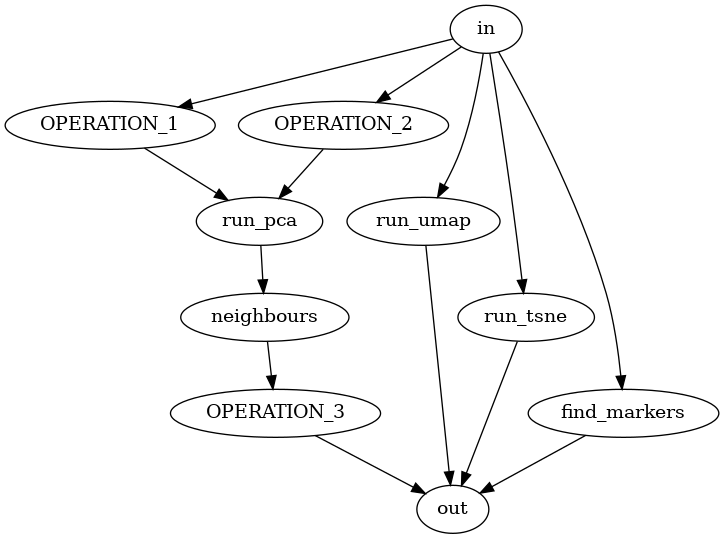 in
OPERATION_1
OPERATION_2
run_pca
run_umap
neighbours
run_tsne
OPERATION_3
find_markers
out